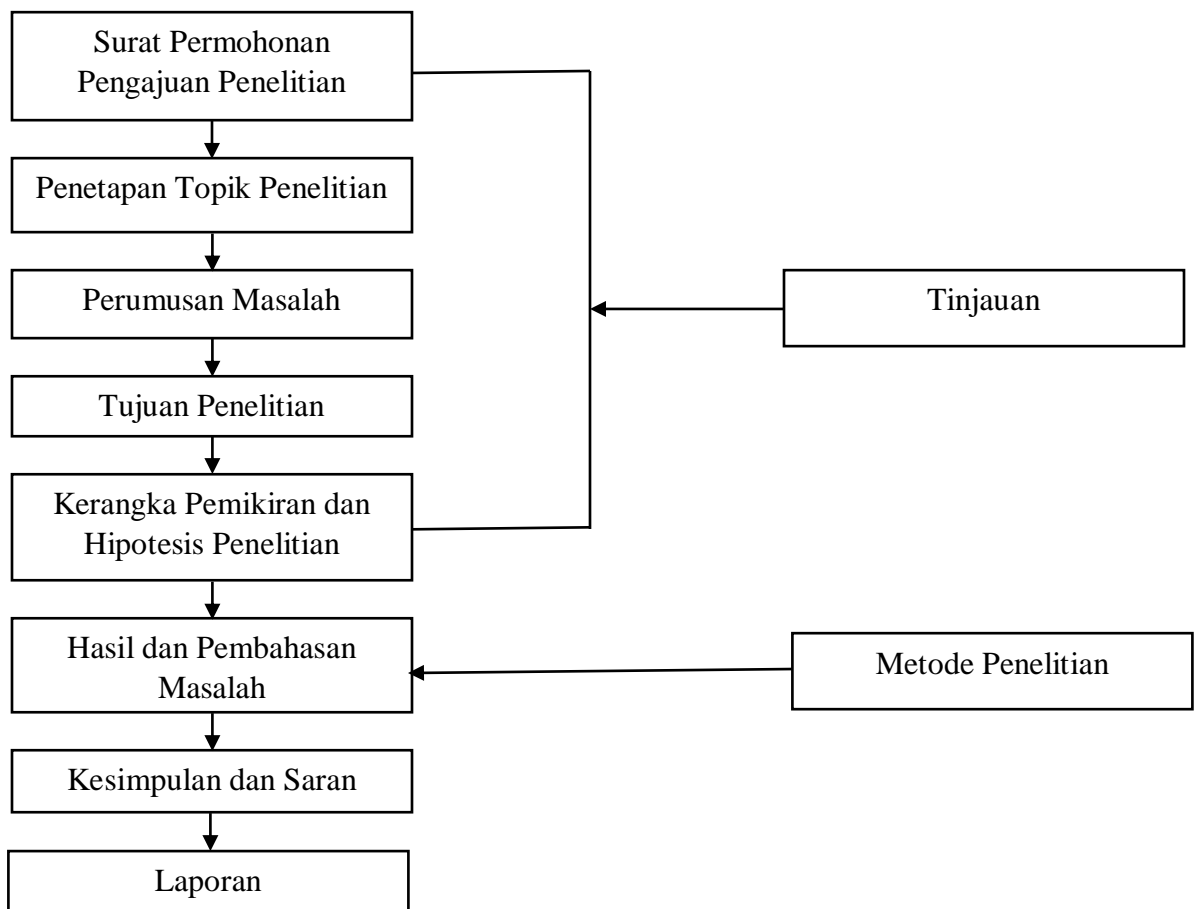 Surat Permohonan
Pengajuan Penelitian
Penetapan Topik Penelitian
Perumusan Masalah
Tinjauan
Tujuan Penelitian
Kerangka Pemikiran dan
Hipotesis Penelitian
Hasil dan Pembahasan
Masalah
Metode Penelitian
Kesimpulan dan Saran
Laporan